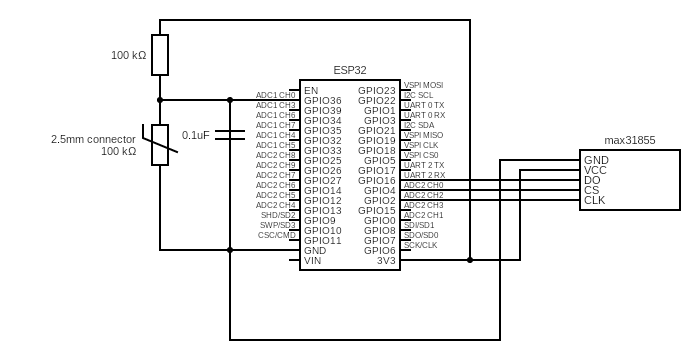 ESP32
100 kΩ
2.5mm connector
100 kΩ
0.1uF
ADC1 CH0
ADC1 CH3
ADC1 CH6
ADC1 CH7
ADC1 CH4
ADC1 CH5
ADC2 CH8
ADC2 CH9
ADC2 CH7
ADC2 CH6
ADC2 CH5
ADC2 CH4
SHD/SD2
SWP/SD3
CSC/CMD
EN GPIO23
GPIO36 GPIO22
GPIO39 GPIO1
GPIO34 GPIO3
GPIO35 GPIO21
GPIO32 GPIO19
GPIO33 GPIO18
GPIO25 GPIO5
GPIO26 GPIO17
GPIO27 GPIO16
GPIO14 GPIO4
GPIO12 GPIO2
GPIO13 GPIO15
GPIO9 GPIO0
GPIO10 GPIO8
GPIO11 GPIO7
GND GPIO6
VIN 3V3
VSPI MOSI
I2C SCL
UART 0 TX
UART 0 RX
I2C SDA
VSPI MISO
VSPI CLK
VSPI CS0
UART 2 TX
UART 2 RX
ADC2 CH0
ADC2 CH2
ADC2 CH3
ADC2 CH1
SDI/SD1
SDO/SD0
SCK/CLK
max31855
GND
VCC
DO
CS
CLK